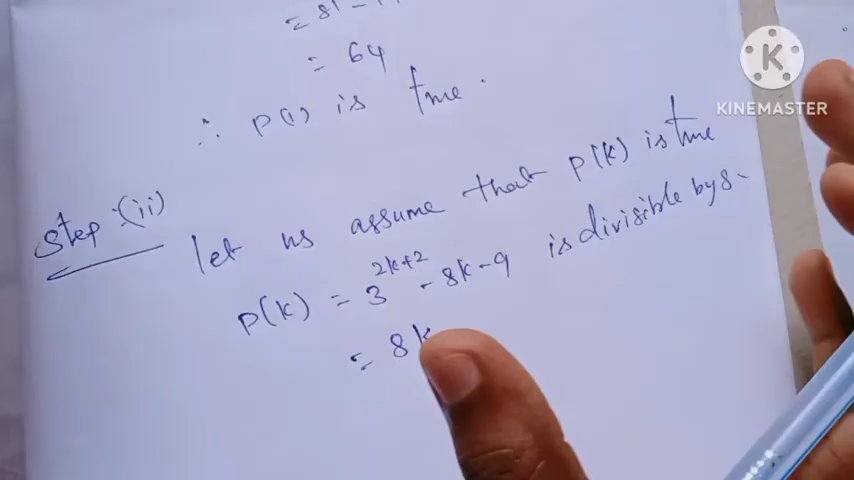 = 81 -
= 64
∴ P(1) is true.
Step:(ii)
let us assume that P(k) is true
P(k) = 3^{2k+2} - 8k - 9 is divisible by 8.
= 8k
K
KINEMASTER